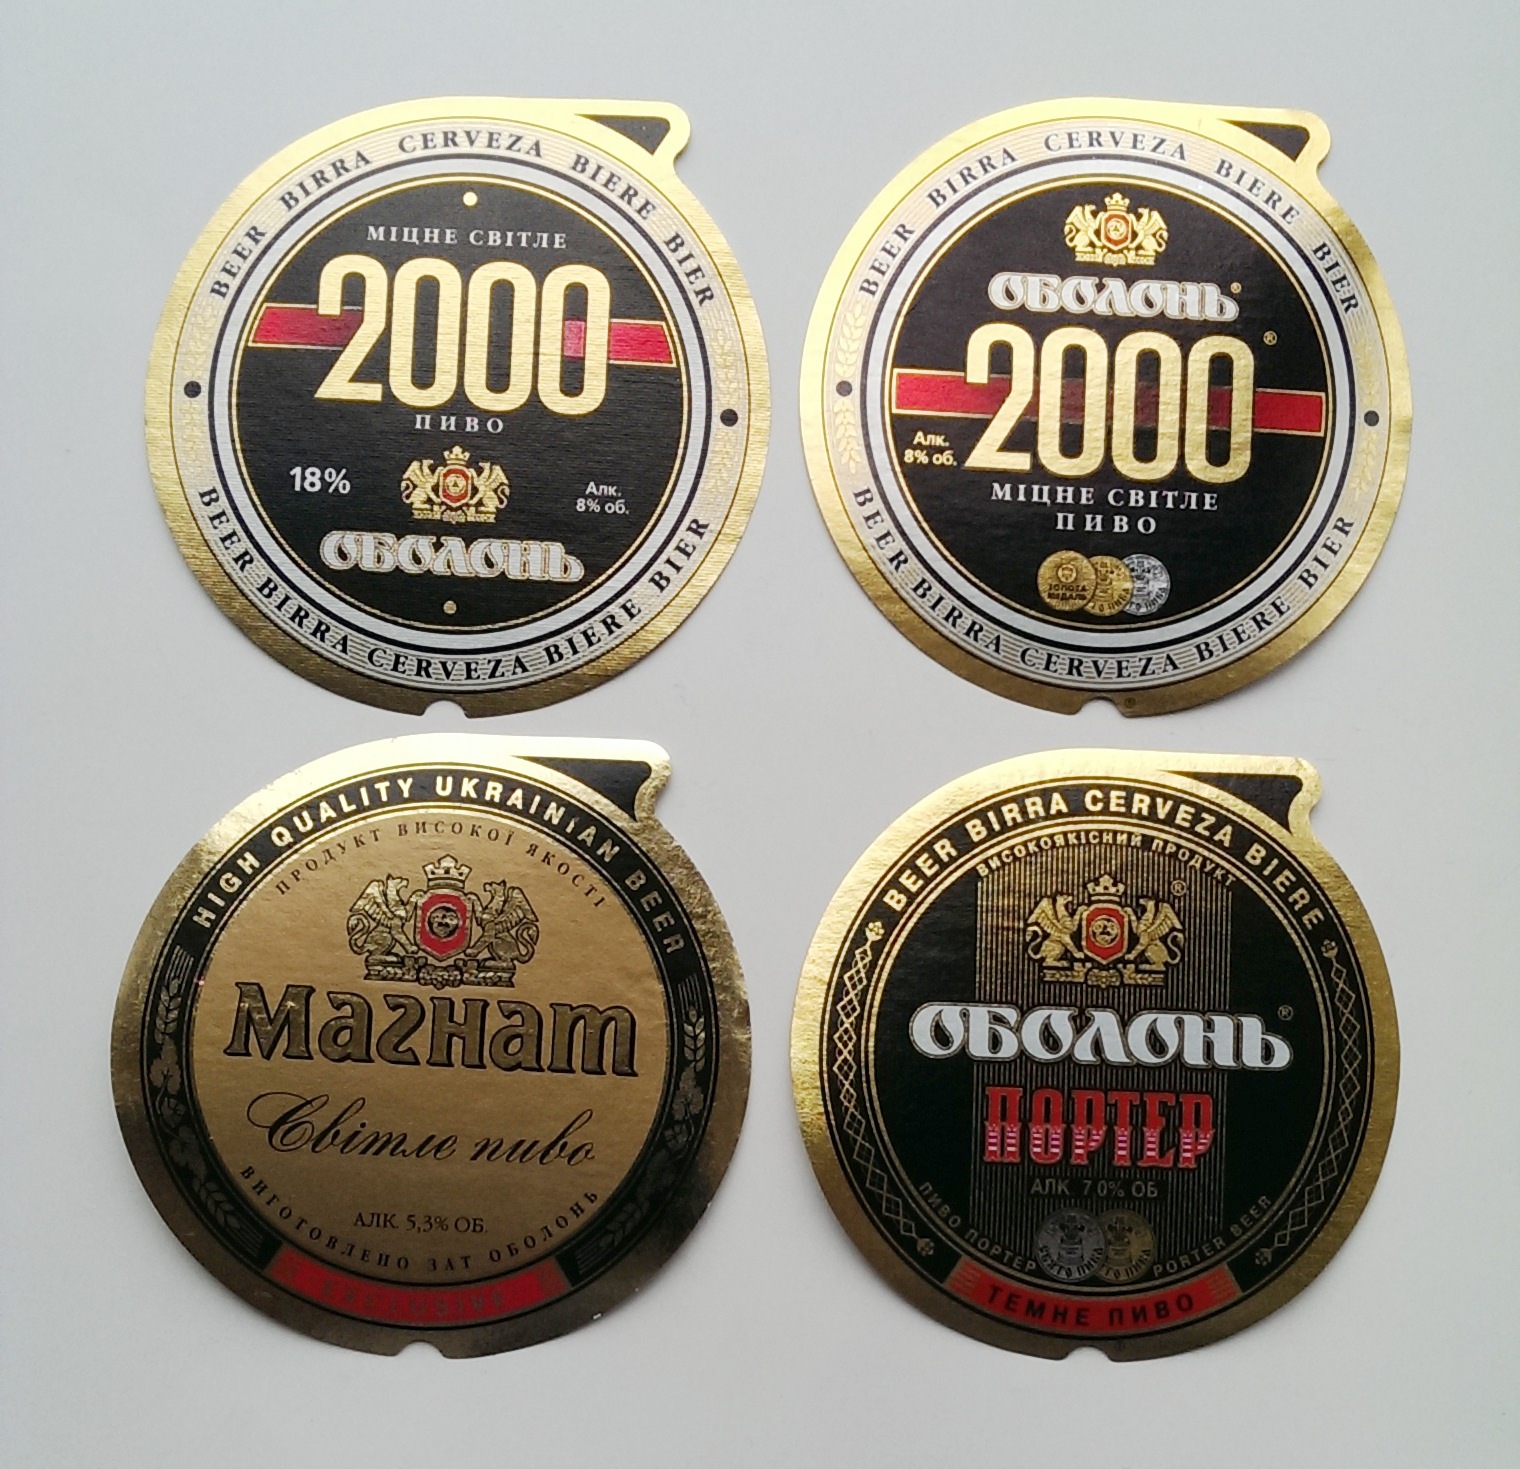 BEER BIRRA CERVEZA BIERE BIER
МІЦНЕ СВІТЛЕ
2000
ПИВО
18%
Алк.
8% об.
ОБОЛОНЬ
BEER BIRRA CERVEZA BIERE BIER
BEER BIRRA CERVEZA BIERE BIER
ОБОЛОНЬ®
2000®
Алк.
8% об.
МІЦНЕ СВІТЛЕ
ПИВО
ЗОЛОТА
МЕДАЛЬ
BEER BIRRA CERVEZA BIERE BIER
HIGH QUALITY UKRAINIAN BEER
ПРОДУКТ ВИСОКОЇ ЯКОСТІ
Магнат
Світле пиво
АЛК. 5,3% ОБ.
ВИГОТОВЛЕНО ЗАТ ОБОЛОНЬ
EXCLUSIVE
BEER BIRRA CERVEZA BIERE
ВИСОКОЯКІСНИЙ ПРОДУКТ
®
ОБОЛОНЬ®
ПОРТЕР
АЛК. 7,0% ОБ.
ПИВО ПОРТЕР
PORTER BEER
ТЕМНЕ ПИВО